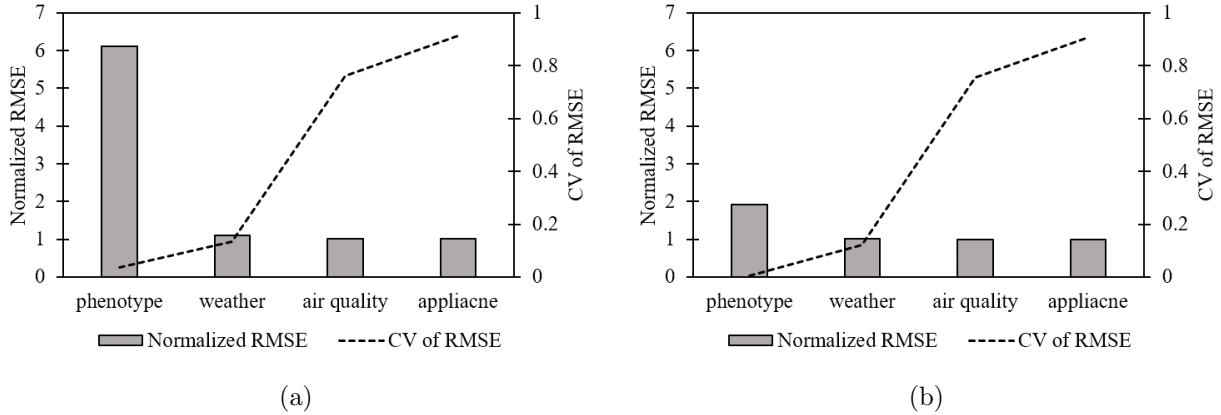 7
6
5
4
3
2
1
0
Normalized RMSE
1
0.8
0.6
0.4
0.2
0
CV of RMSE
phenotype weather air quality appliacne
Normalized RMSE CV of RMSE
(a)
7
6
5
4
3
2
1
0
Normalized RMSE
1
0.8
0.6
0.4
0.2
0
CV of RMSE
phenotype weather air quality appliacne
Normalized RMSE CV of RMSE
(b)